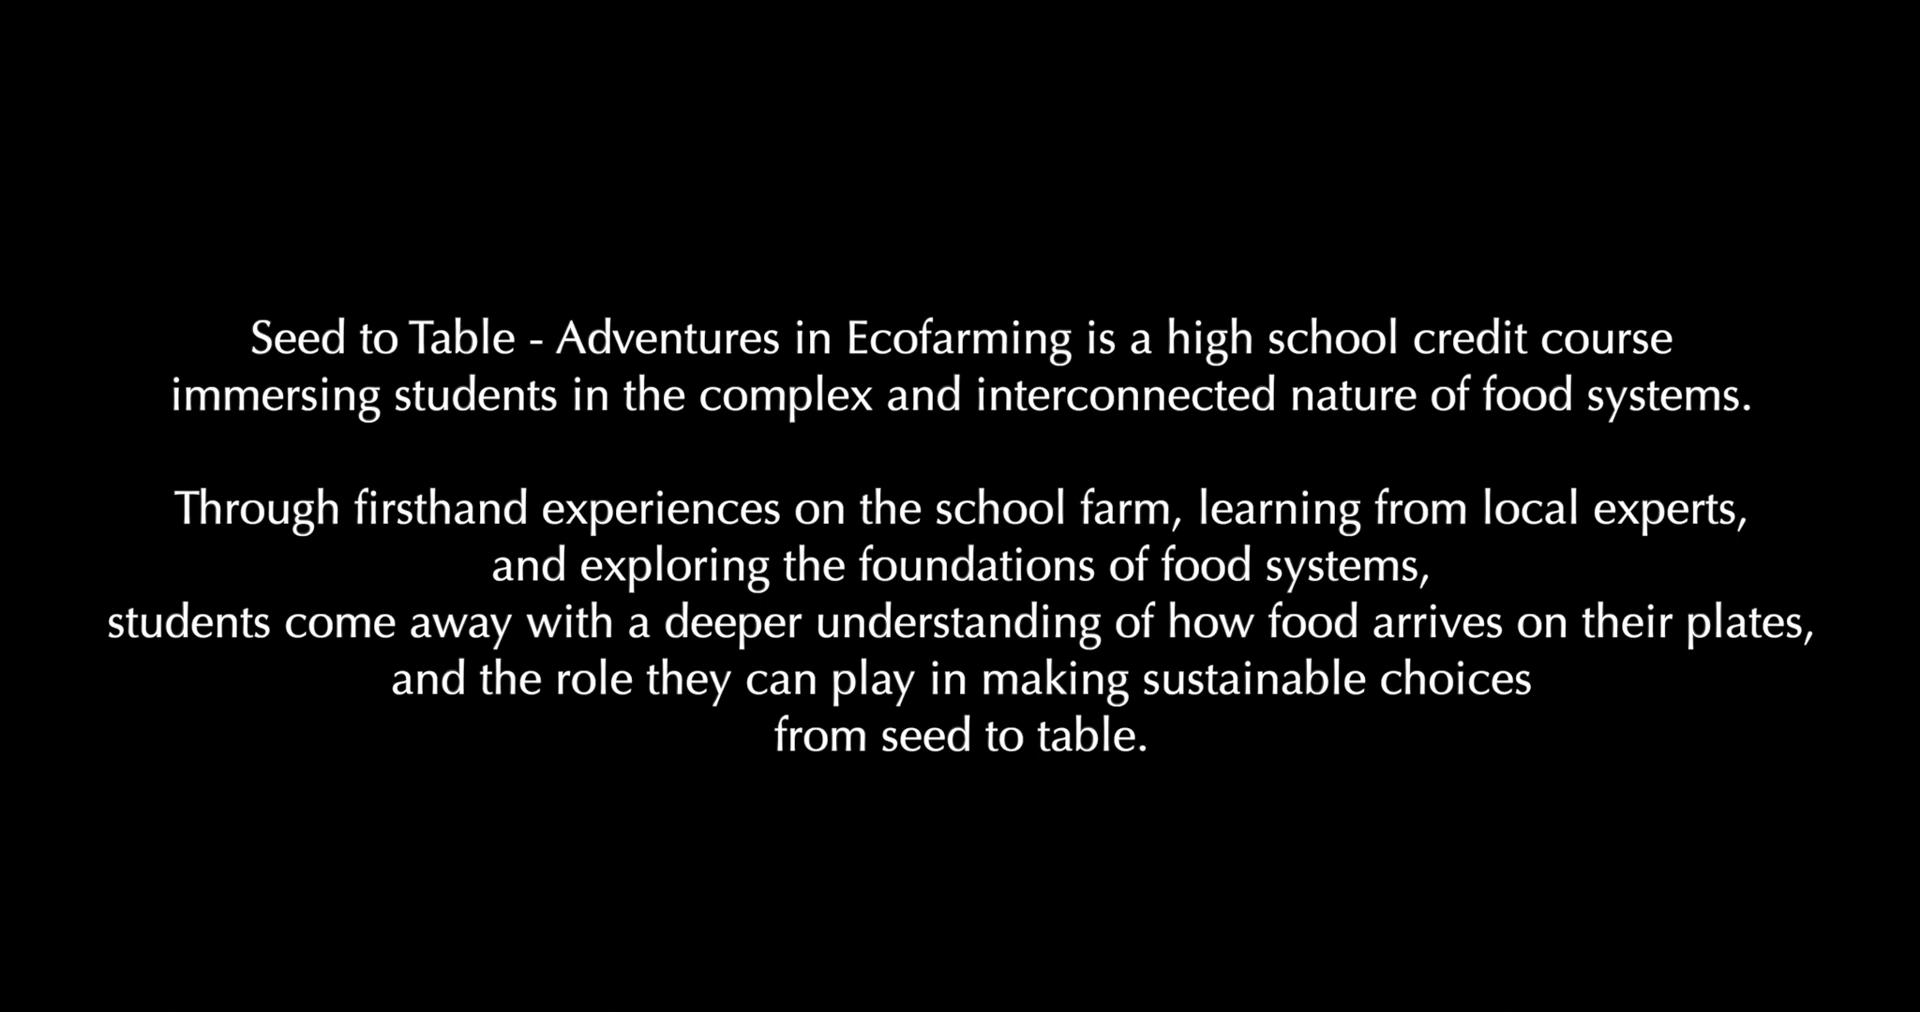 Seed to Table - Adventures in Ecofarming is a high school credit course
immersing students in the complex and interconnected nature of food systems.
Through firsthand experiences on the school farm, learning from local experts,
and exploring the foundations of food systems,
students come away with a deeper understanding of how food arrives on their plates,
and the role they can play in making sustainable choices
from seed to table.